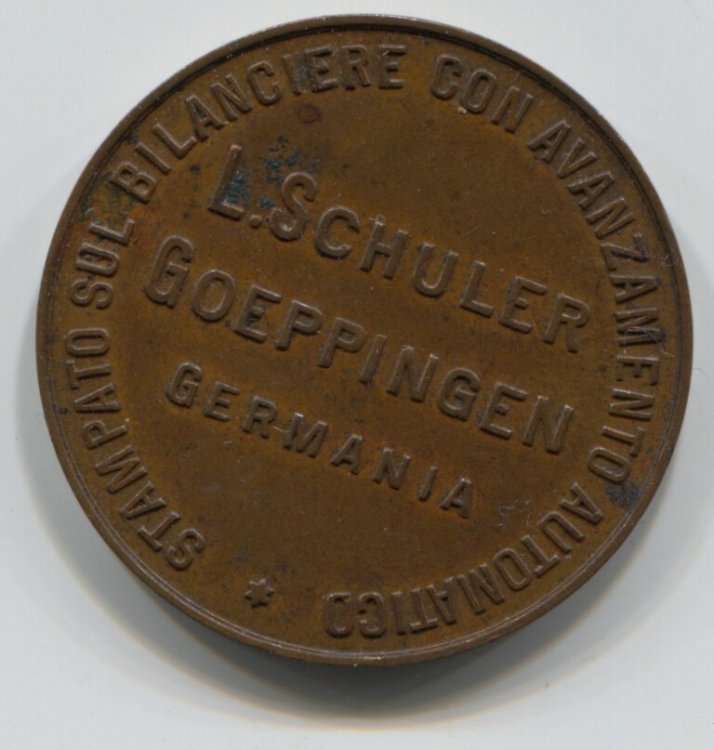 STAMPATO SUL BILANCIERE CON AVANZAMENTO AUTOMATICO *
L. SCHULER
GOEPPINGEN
GERMANIA